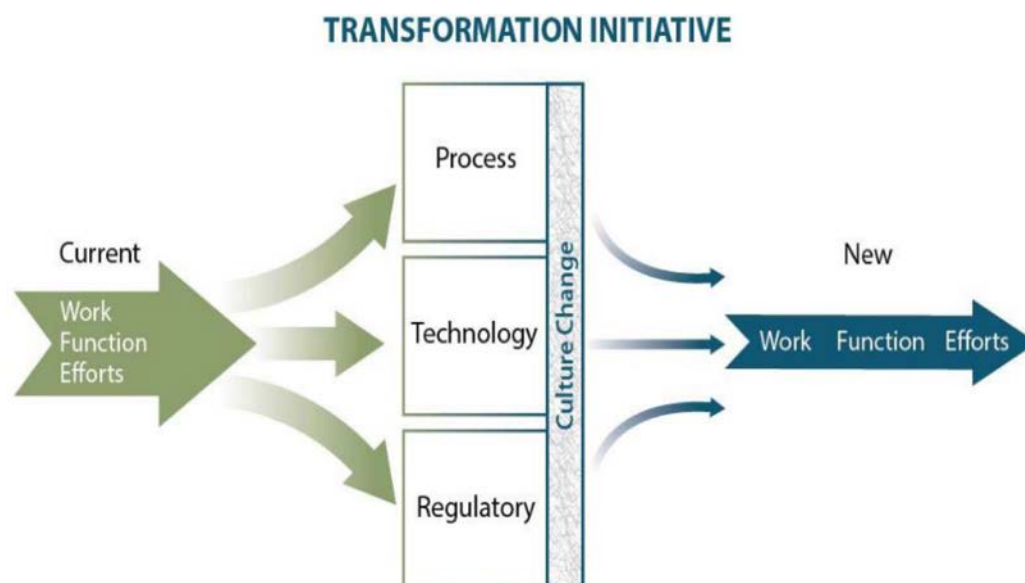 TRANSFORMATION INITIATIVE
Current
Work
Function
Efforts
Process
Technology
Regulatory
Culture Change
New
Work Function Efforts